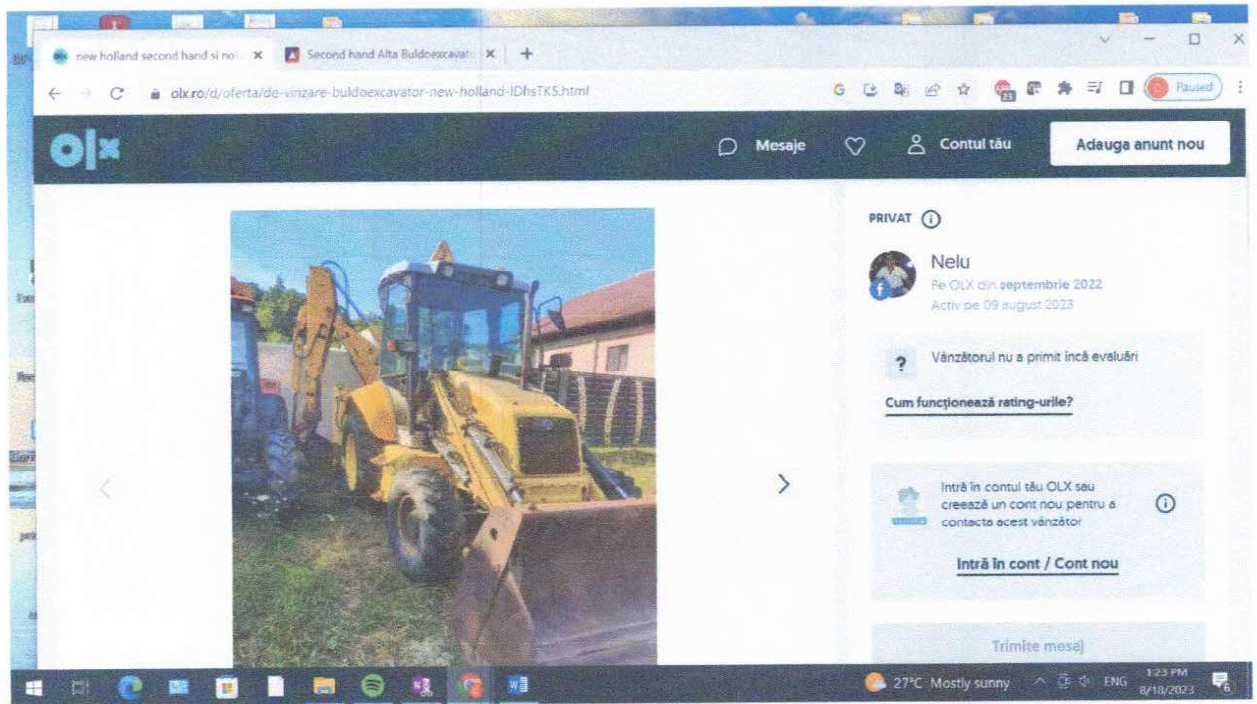 new holland second hand si no
Second hand Alta Buldoexcavat
olx.ro/d/oferta/de-vinzare-buldoexcavator-new-holland-IDhsTK5.html
Paused
olx
Mesaje
Contul tău
Adauga anunt nou
PRIVAT
Nelu
Pe OLX din septembrie 2022
Activ pe 09 august 2023
Vânzătorul nu a primit încă evaluări
Cum funcționează rating-urile?
Intră în contul tău OLX sau
creează un cont nou pentru a
contacta acest vânzător
Intră în cont / Cont nou
Trimite mesaj
27°C Mostly sunny
ENG
1:23 PM
8/18/2023
6